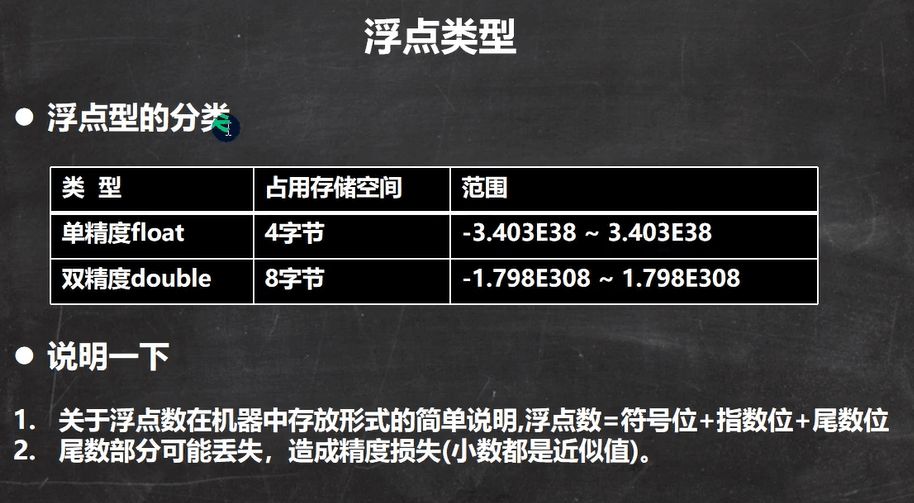 浮点类型
浮点型的分类
类 型 占用存储空间 范围
单精度float 4字节 -3.403E38 ~ 3.403E38
双精度double 8字节 -1.798E308 ~ 1.798E308
说明一下
1. 关于浮点数在机器中存放形式的简单说明,浮点数=符号位+指数位+尾数位
2. 尾数部分可能丢失，造成精度损失(小数都是近似值)。